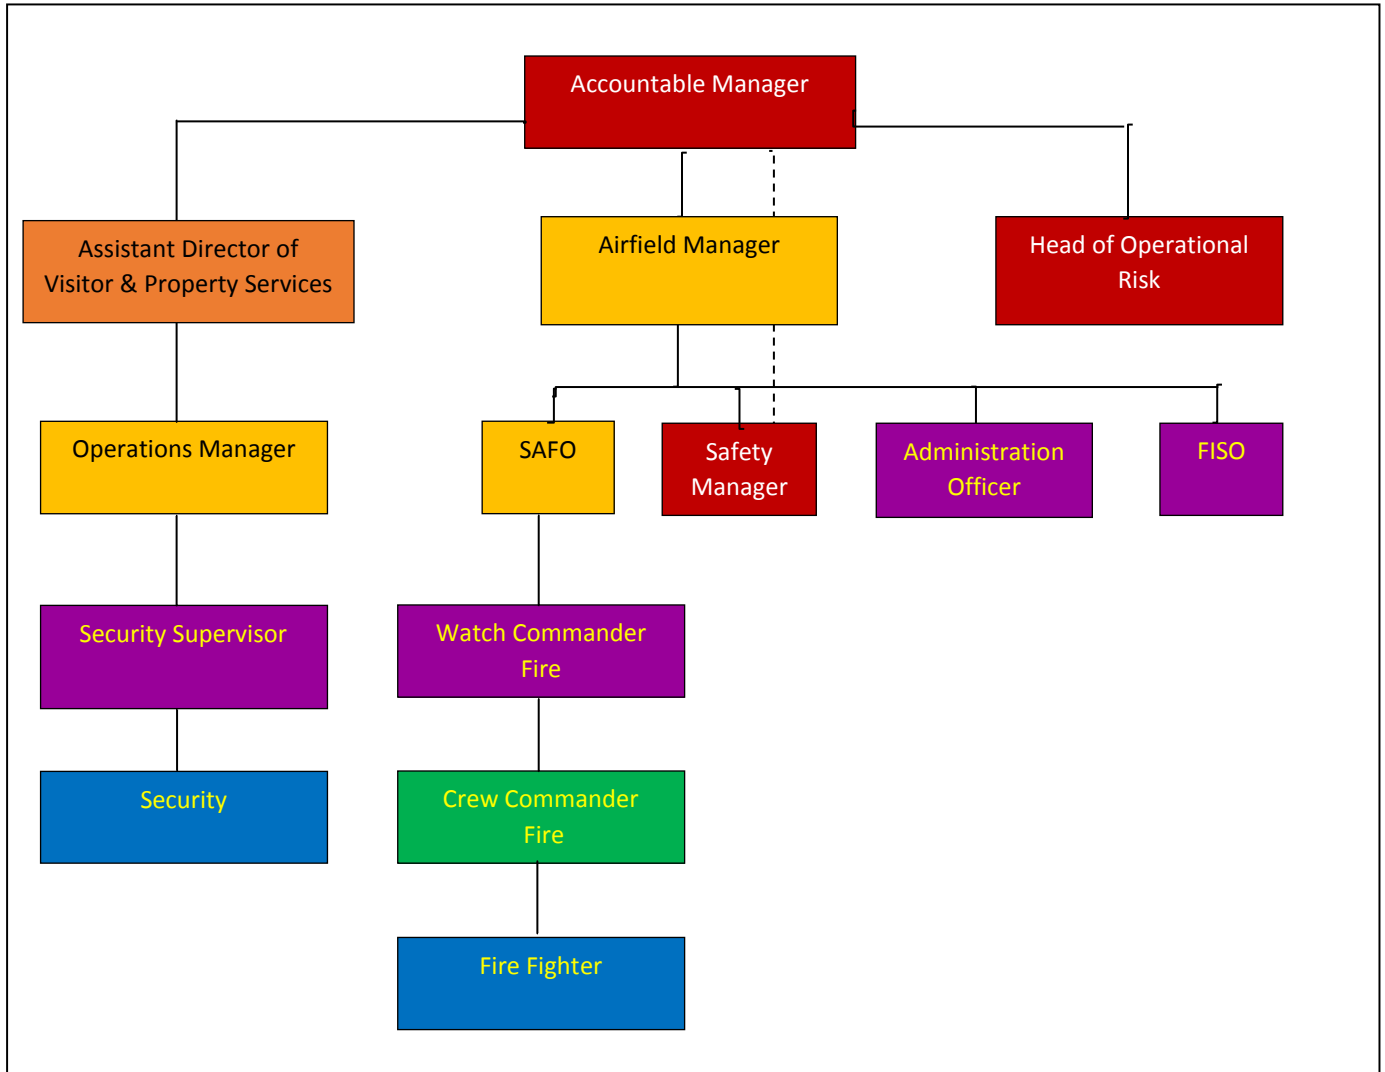 Accountable Manager
Assistant Director of
Visitor & Property Services
Airfield Manager
Head of Operational
Risk
Operations Manager
SAFO
Safety
Manager
Administration
Officer
FISO
Security Supervisor
Watch Commander
Fire
Security
Crew Commander
Fire
Fire Fighter